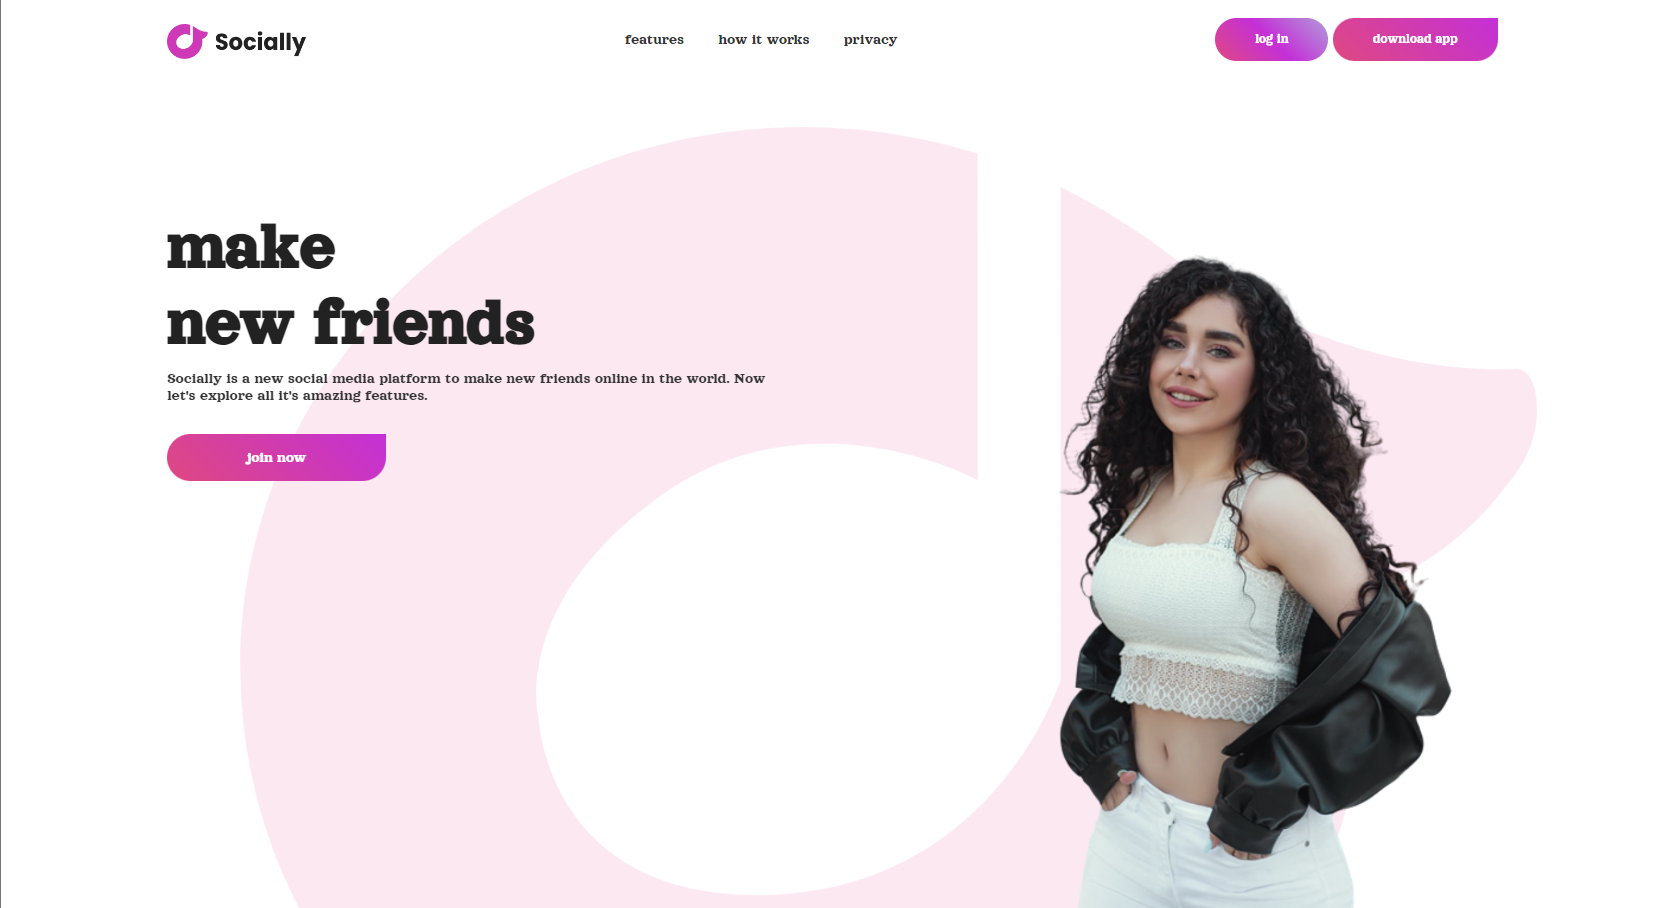 Socially
features how it works privacy
log in download app
make
new friends
Socially is a new social media platform to make new friends online in the world. Now
let's explore all it's amazing features.
join now